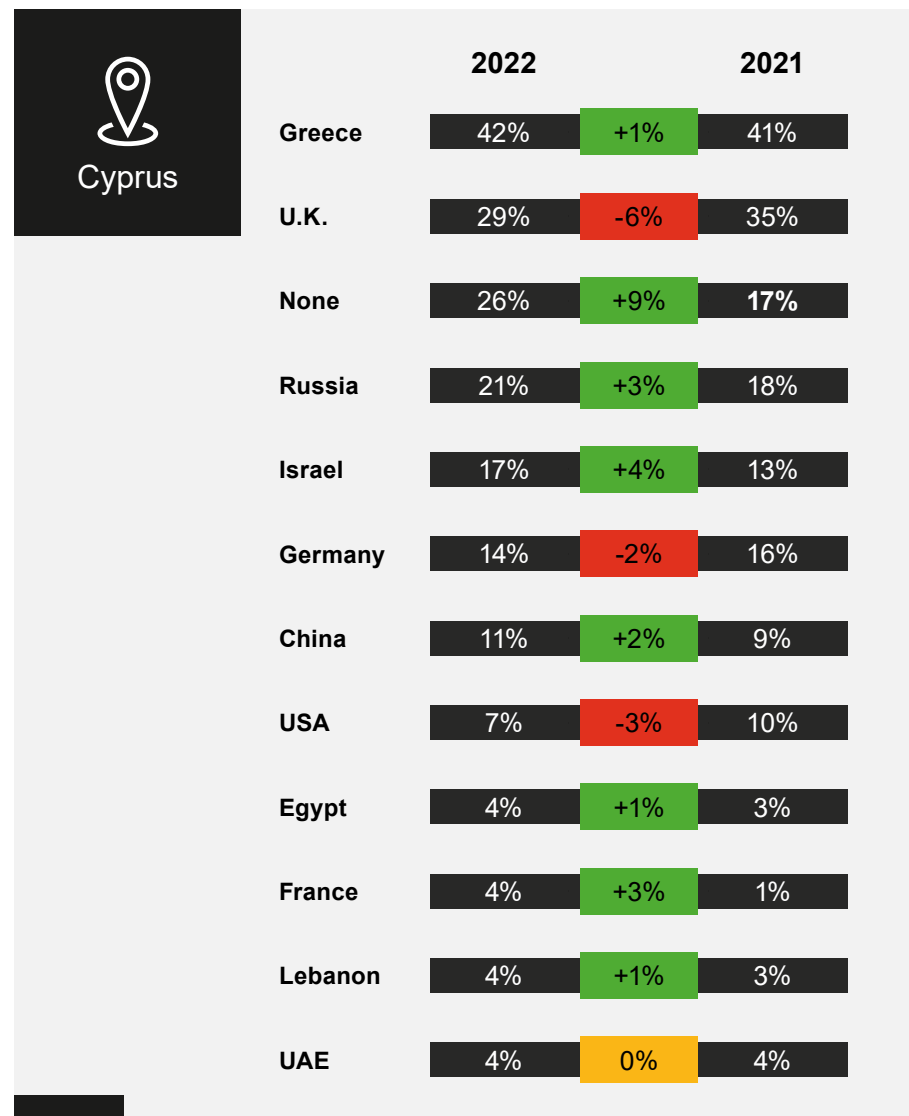 Cyprus
2022 2021
Greece 42% +1% 41%
U.K. 29% -6% 35%
None 26% +9% 17%
Russia 21% +3% 18%
Israel 17% +4% 13%
Germany 14% -2% 16%
China 11% +2% 9%
USA 7% -3% 10%
Egypt 4% +1% 3%
France 4% +3% 1%
Lebanon 4% +1% 3%
UAE 4% 0% 4%